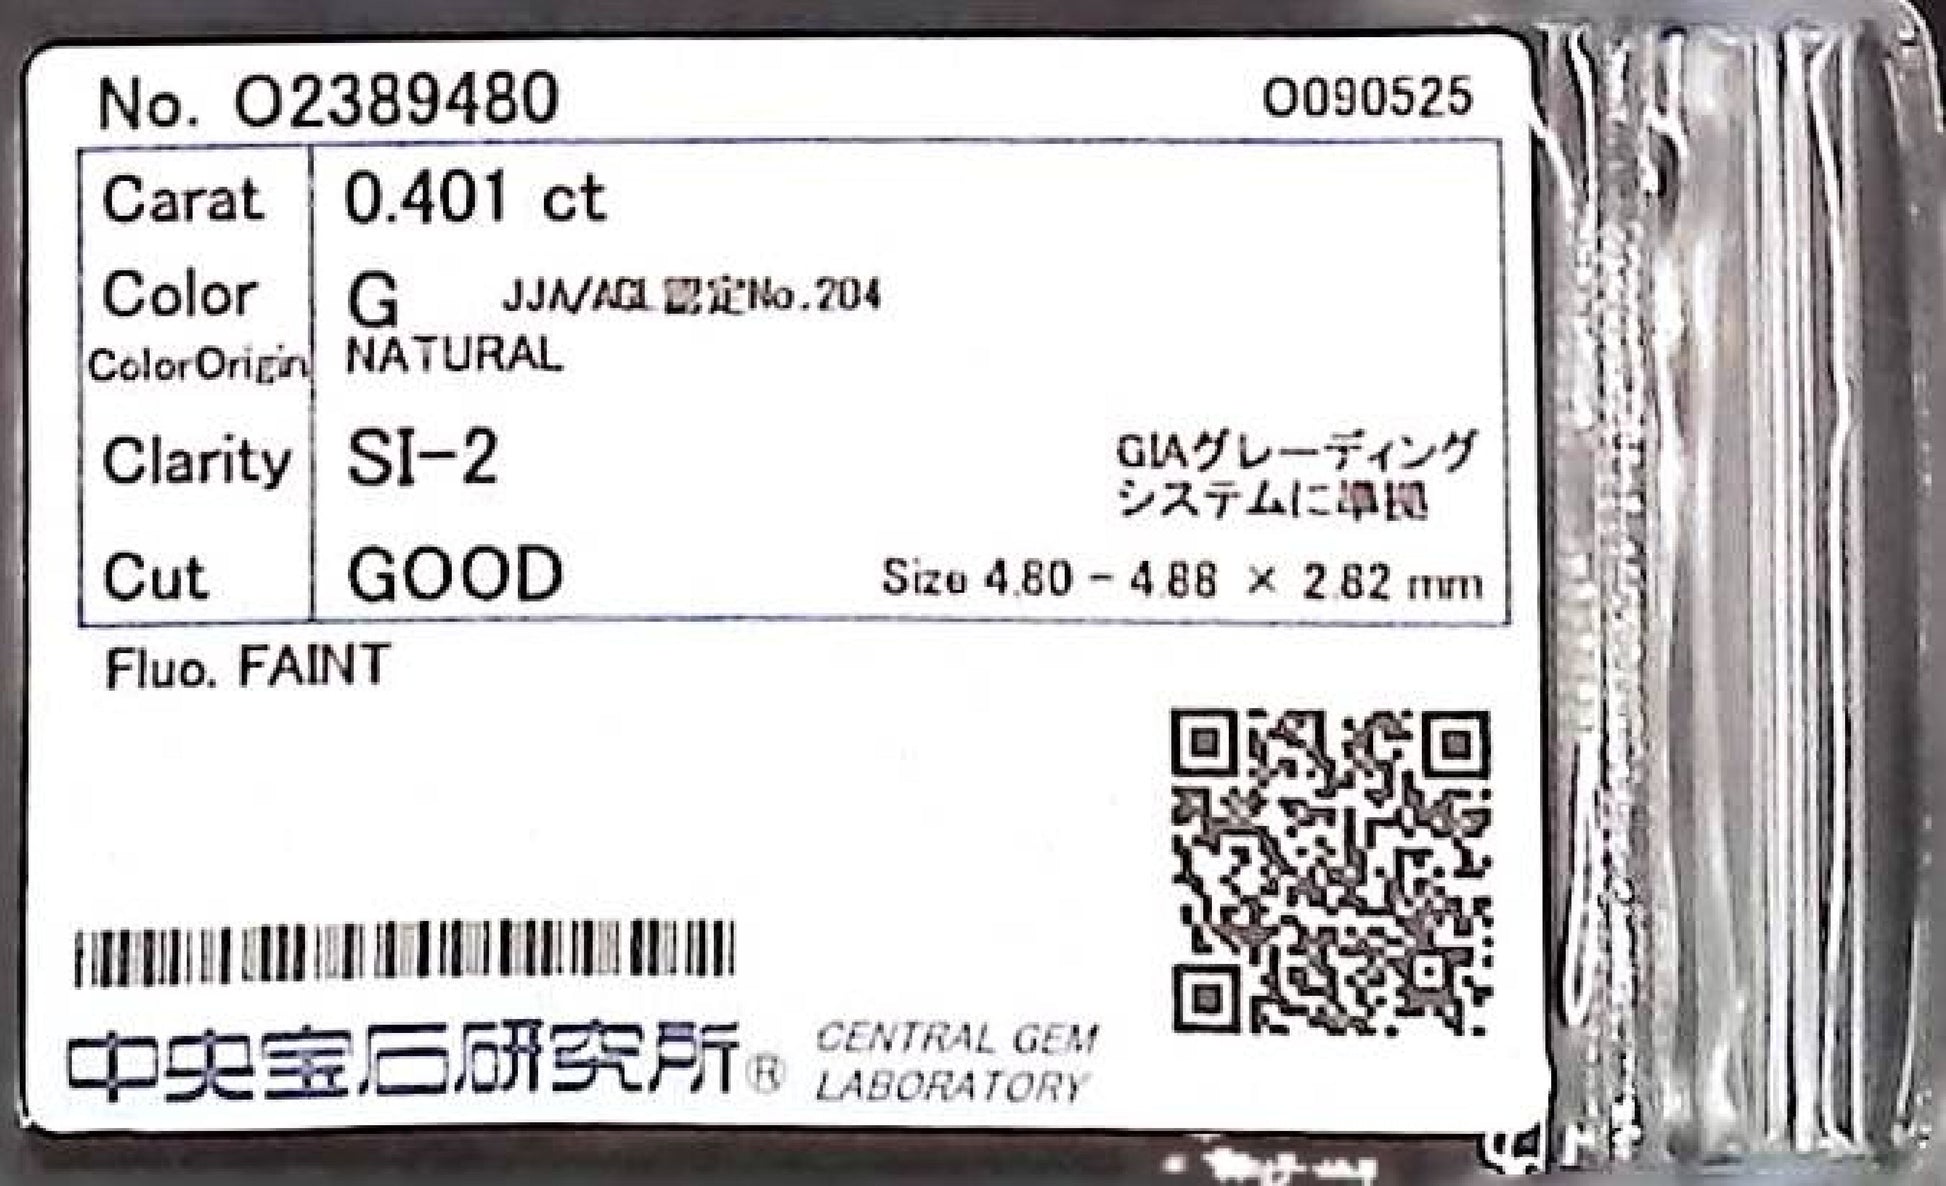 No. O2389480 O090525
Carat 0.401 ct
Color G JJA/AGL認定No.204
ColorOrigin NATURAL
Clarity SI-2 GIAグレーディング
システムに準拠
Cut GOOD Size 4.80 - 4.88 × 2.82 mm
Fluo. FAINT
中央宝石研究所® CENTRAL GEM
LABORATORY